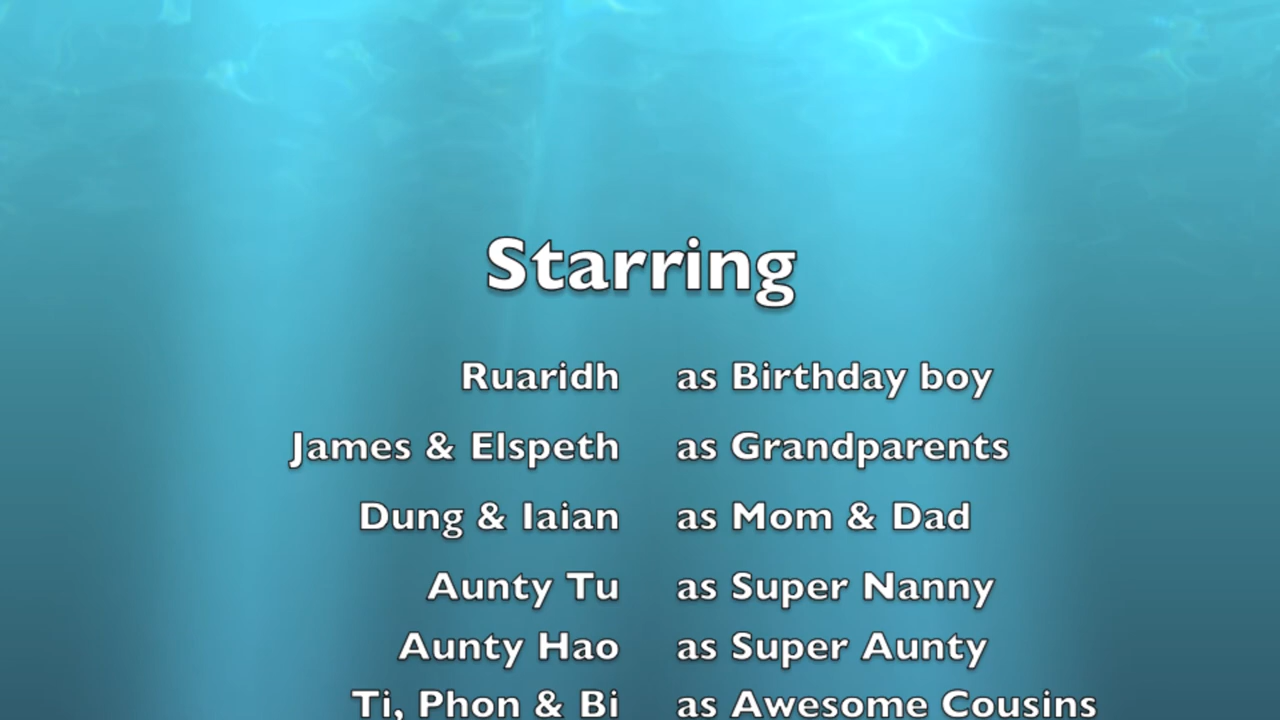 Starring
Ruaridh as Birthday boy
James & Elspeth as Grandparents
Dung & Iaian as Mom & Dad
Aunty Tu as Super Nanny
Aunty Hao as Super Aunty
Ti, Phon & Bi as Awesome Cousins